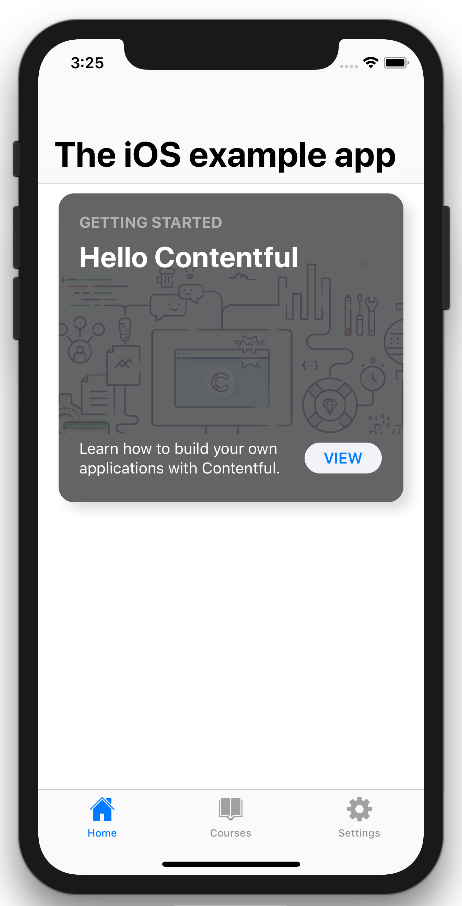 3:25
The iOS example app
GETTING STARTED
Hello Contentful
Learn how to build your own
applications with Contentful.
VIEW
Home
Courses
Settings